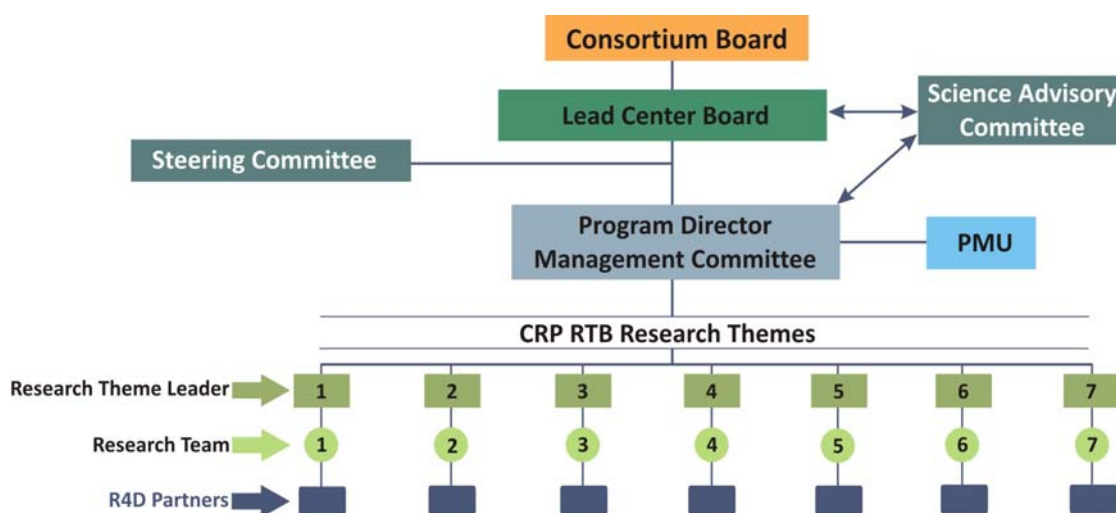 Consortium Board
Lead Center Board
Science Advisory
Committee
Steering Committee
Program Director
Management Committee
PMU
CRP RTB Research Themes
Research Theme Leader
1 2 3 4 5 6 7
Research Team
1 2 3 4 5 6 7
R4D Partners